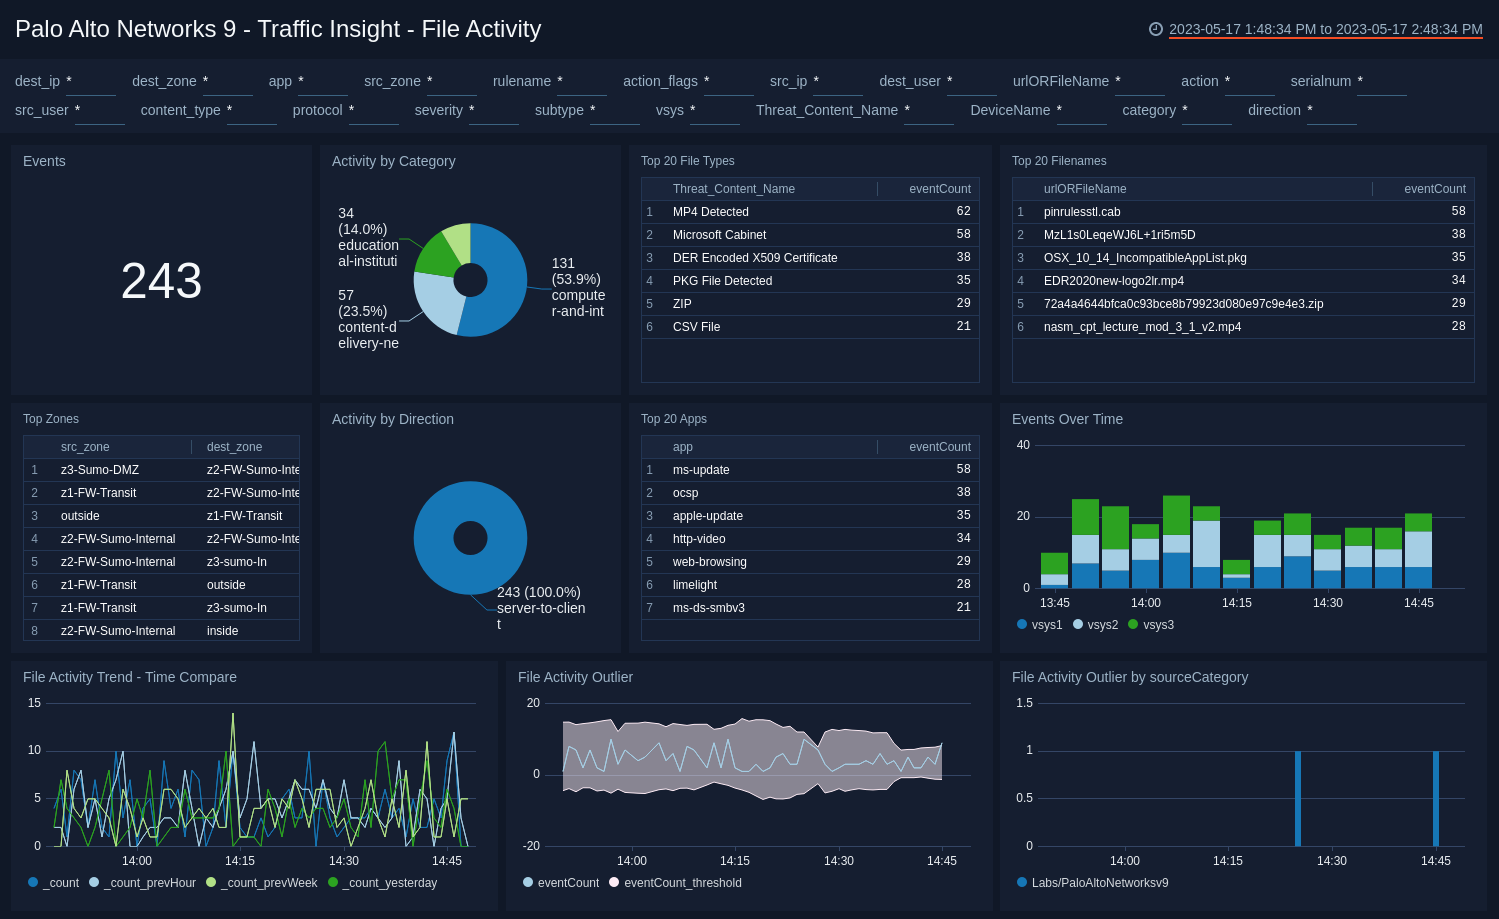 Palo Alto Networks 9 - Traffic Insight - File Activity
2023-05-17 1:48:34 PM to 2023-05-17 2:48:34 PM
dest_ip * dest_zone * app * src_zone * rulename * action_flags * src_ip * dest_user * urlORFileName * action * serialnum *
src_user * content_type * protocol * severity * subtype * vsys * Threat_Content_Name * DeviceName * category * direction *
Events
243
Activity by Category
34
(14.0%)
education
al-instituti
57
(23.5%)
content-d
elivery-ne
131
(53.9%)
compute
r-and-int
Top 20 File Types
Threat_Content_Name eventCount
1 MP4 Detected 62
2 Microsoft Cabinet 58
3 DER Encoded X509 Certificate 38
4 PKG File Detected 35
5 ZIP 29
6 CSV File 21
Top 20 Filenames
urlORFileName eventCount
1 pinrulesstl.cab 58
2 MzL1s0LeqeWJ6L+1ri5m5D 38
3 OSX_10_14_IncompatibleAppList.pkg 35
4 EDR2020new-logo2lr.mp4 34
5 72a4a4644bfca0c93bce8b79923d080e97c9e4e3.zip 29
6 nasm_cpt_lecture_mod_3_1_v2.mp4 28
Top Zones
src_zone dest_zone
1 z3-Sumo-DMZ z2-FW-Sumo-Inte
2 z1-FW-Transit z2-FW-Sumo-Inte
3 outside z1-FW-Transit
4 z2-FW-Sumo-Internal z2-FW-Sumo-Inte
5 z2-FW-Sumo-Internal z3-sumo-In
6 z1-FW-Transit outside
7 z1-FW-Transit z3-sumo-In
8 z2-FW-Sumo-Internal inside
Activity by Direction
243 (100.0%)
server-to-clien
t
Top 20 Apps
app eventCount
1 ms-update 58
2 ocsp 38
3 apple-update 35
4 http-video 34
5 web-browsing 29
6 limelight 28
7 ms-ds-smbv3 21
Events Over Time
40
20
0
13:45 14:00 14:15 14:30 14:45
vsys1 vsys2 vsys3
File Activity Trend - Time Compare
15
10
5
0
14:00 14:15 14:30 14:45
_count _count_prevHour _count_prevWeek _count_yesterday
File Activity Outlier
20
0
-20
14:00 14:15 14:30 14:45
eventCount eventCount_threshold
File Activity Outlier by sourceCategory
1.5
1
0.5
0
14:00 14:15 14:30 14:45
Labs/PaloAltoNetworksv9